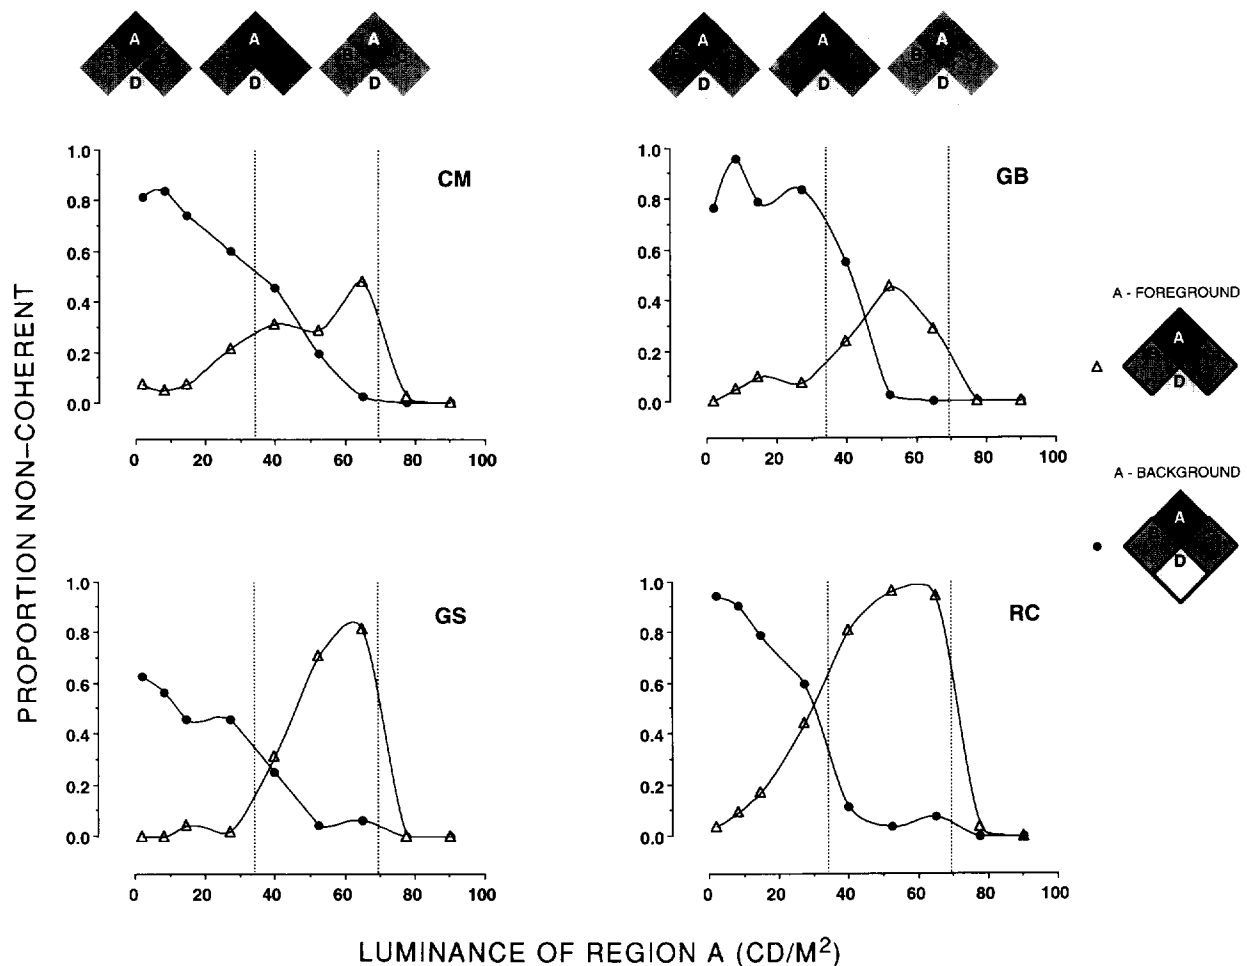 A A A A A A
D D D D D D
1.0 0.8 0.6 0.4 0.2 0.0
CM
0 20 40 60 80 100
1.0 0.8 0.6 0.4 0.2 0.0
GB
0 20 40 60 80 100
A - FOREGROUND
A
D
A - BACKGROUND
A
D
PROPORTION NON–COHERENT
1.0 0.8 0.6 0.4 0.2 0.0
GS
0 20 40 60 80 100
1.0 0.8 0.6 0.4 0.2 0.0
RC
0 20 40 60 80 100
LUMINANCE OF REGION A (CD/M²)